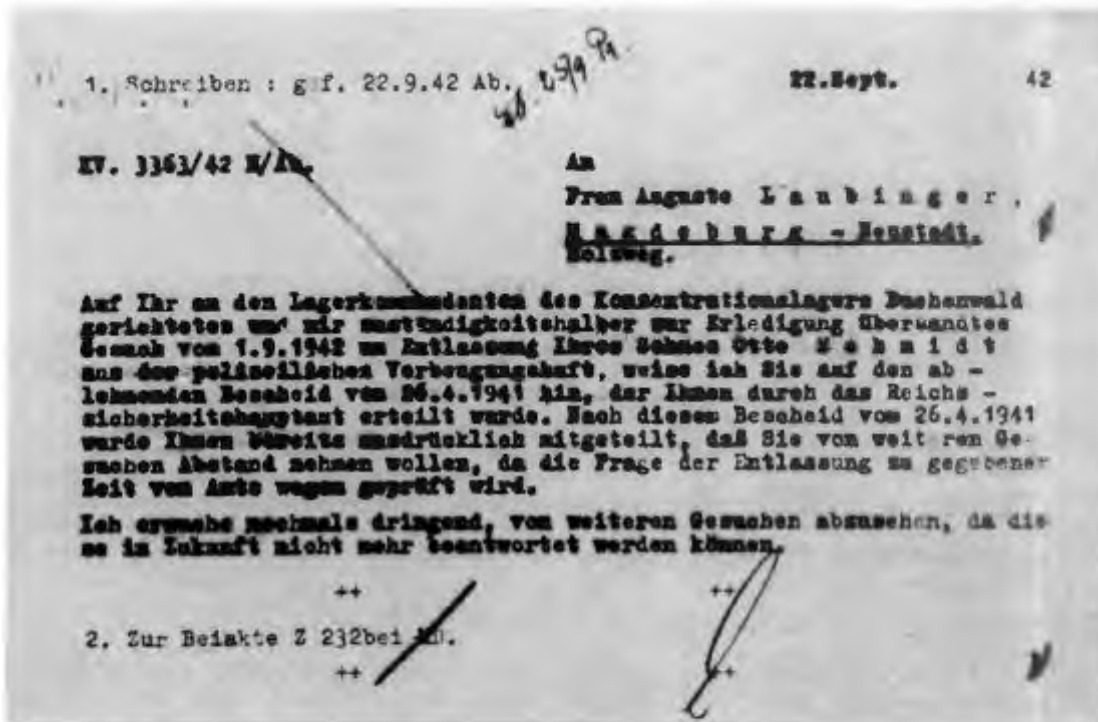 1. Schreiben : gef. 22.9.42 Ab. 22.Sept. 42
KV. 3363/42
An
Frau Auguste L a u b i n g e r ,
M a g d e b u r g - Neustadt.
Holzweg.
Auf Ihr an den Lagerkommandanten des Konzentrationslagers Buchenwald
gerichtetes und mir zuständigkeitshalber zur Erledigung übersandtes
Gesuch vom 1.9.1942 um Entlassung Ihres Sohnes Otto S c h m i d t
aus der polizeilichen Vorbeugungshaft, weise ich Sie auf den ab -
lehnenden Bescheid vom 26.4.1941 hin, der Ihnen durch das Reichs -
sicherheitshauptamt erteilt wurde. Nach diesem Bescheid vom 26.4.1941
wurde Ihnen bereits ausdrücklich mitgeteilt, daß Sie von weit ren Ge-
suchen Abstand nehmen wollen, da die Frage der Entlassung zu gegebener
Zeit von Amts wegen geprüft wird.
Ich ersuche nochmals dringend, von weiteren Gesuchen abzusehen, da die-
se in Zukunft nicht mehr beantwortet werden können.
++ ++
2. Zur Beiakte Z 232bei
++ ++